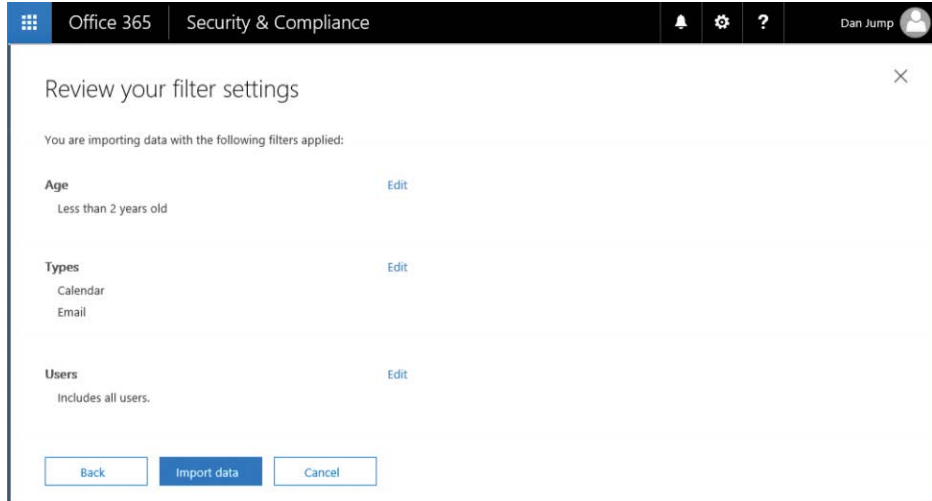 Office 365 Security & Compliance ? Dan Jump
Review your filter settings
You are importing data with the following filters applied:
Age Edit
Less than 2 years old
Types Edit
Calendar
Email
Users Edit
Includes all users.
Back Import data Cancel